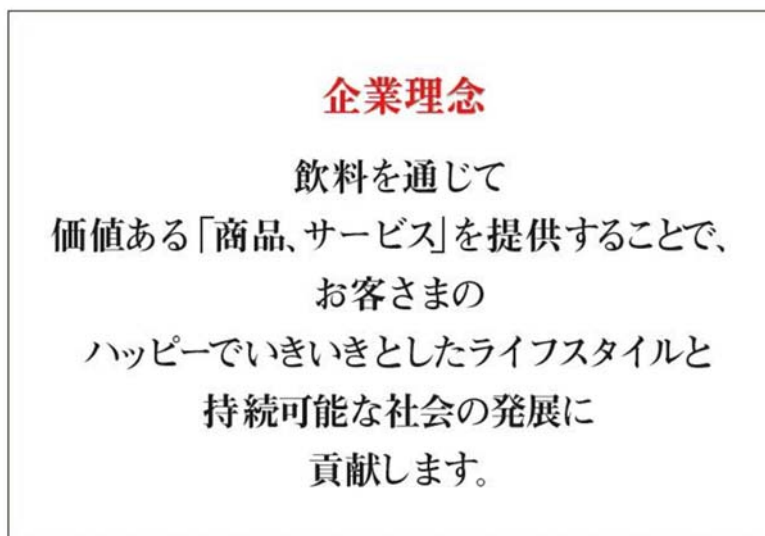 企業理念
飲料を通じて
価値ある「商品、サービス」を提供することで、
お客さまの
ハッピーでいきいきとしたライフスタイルと
持続可能な社会の発展に
貢献します。